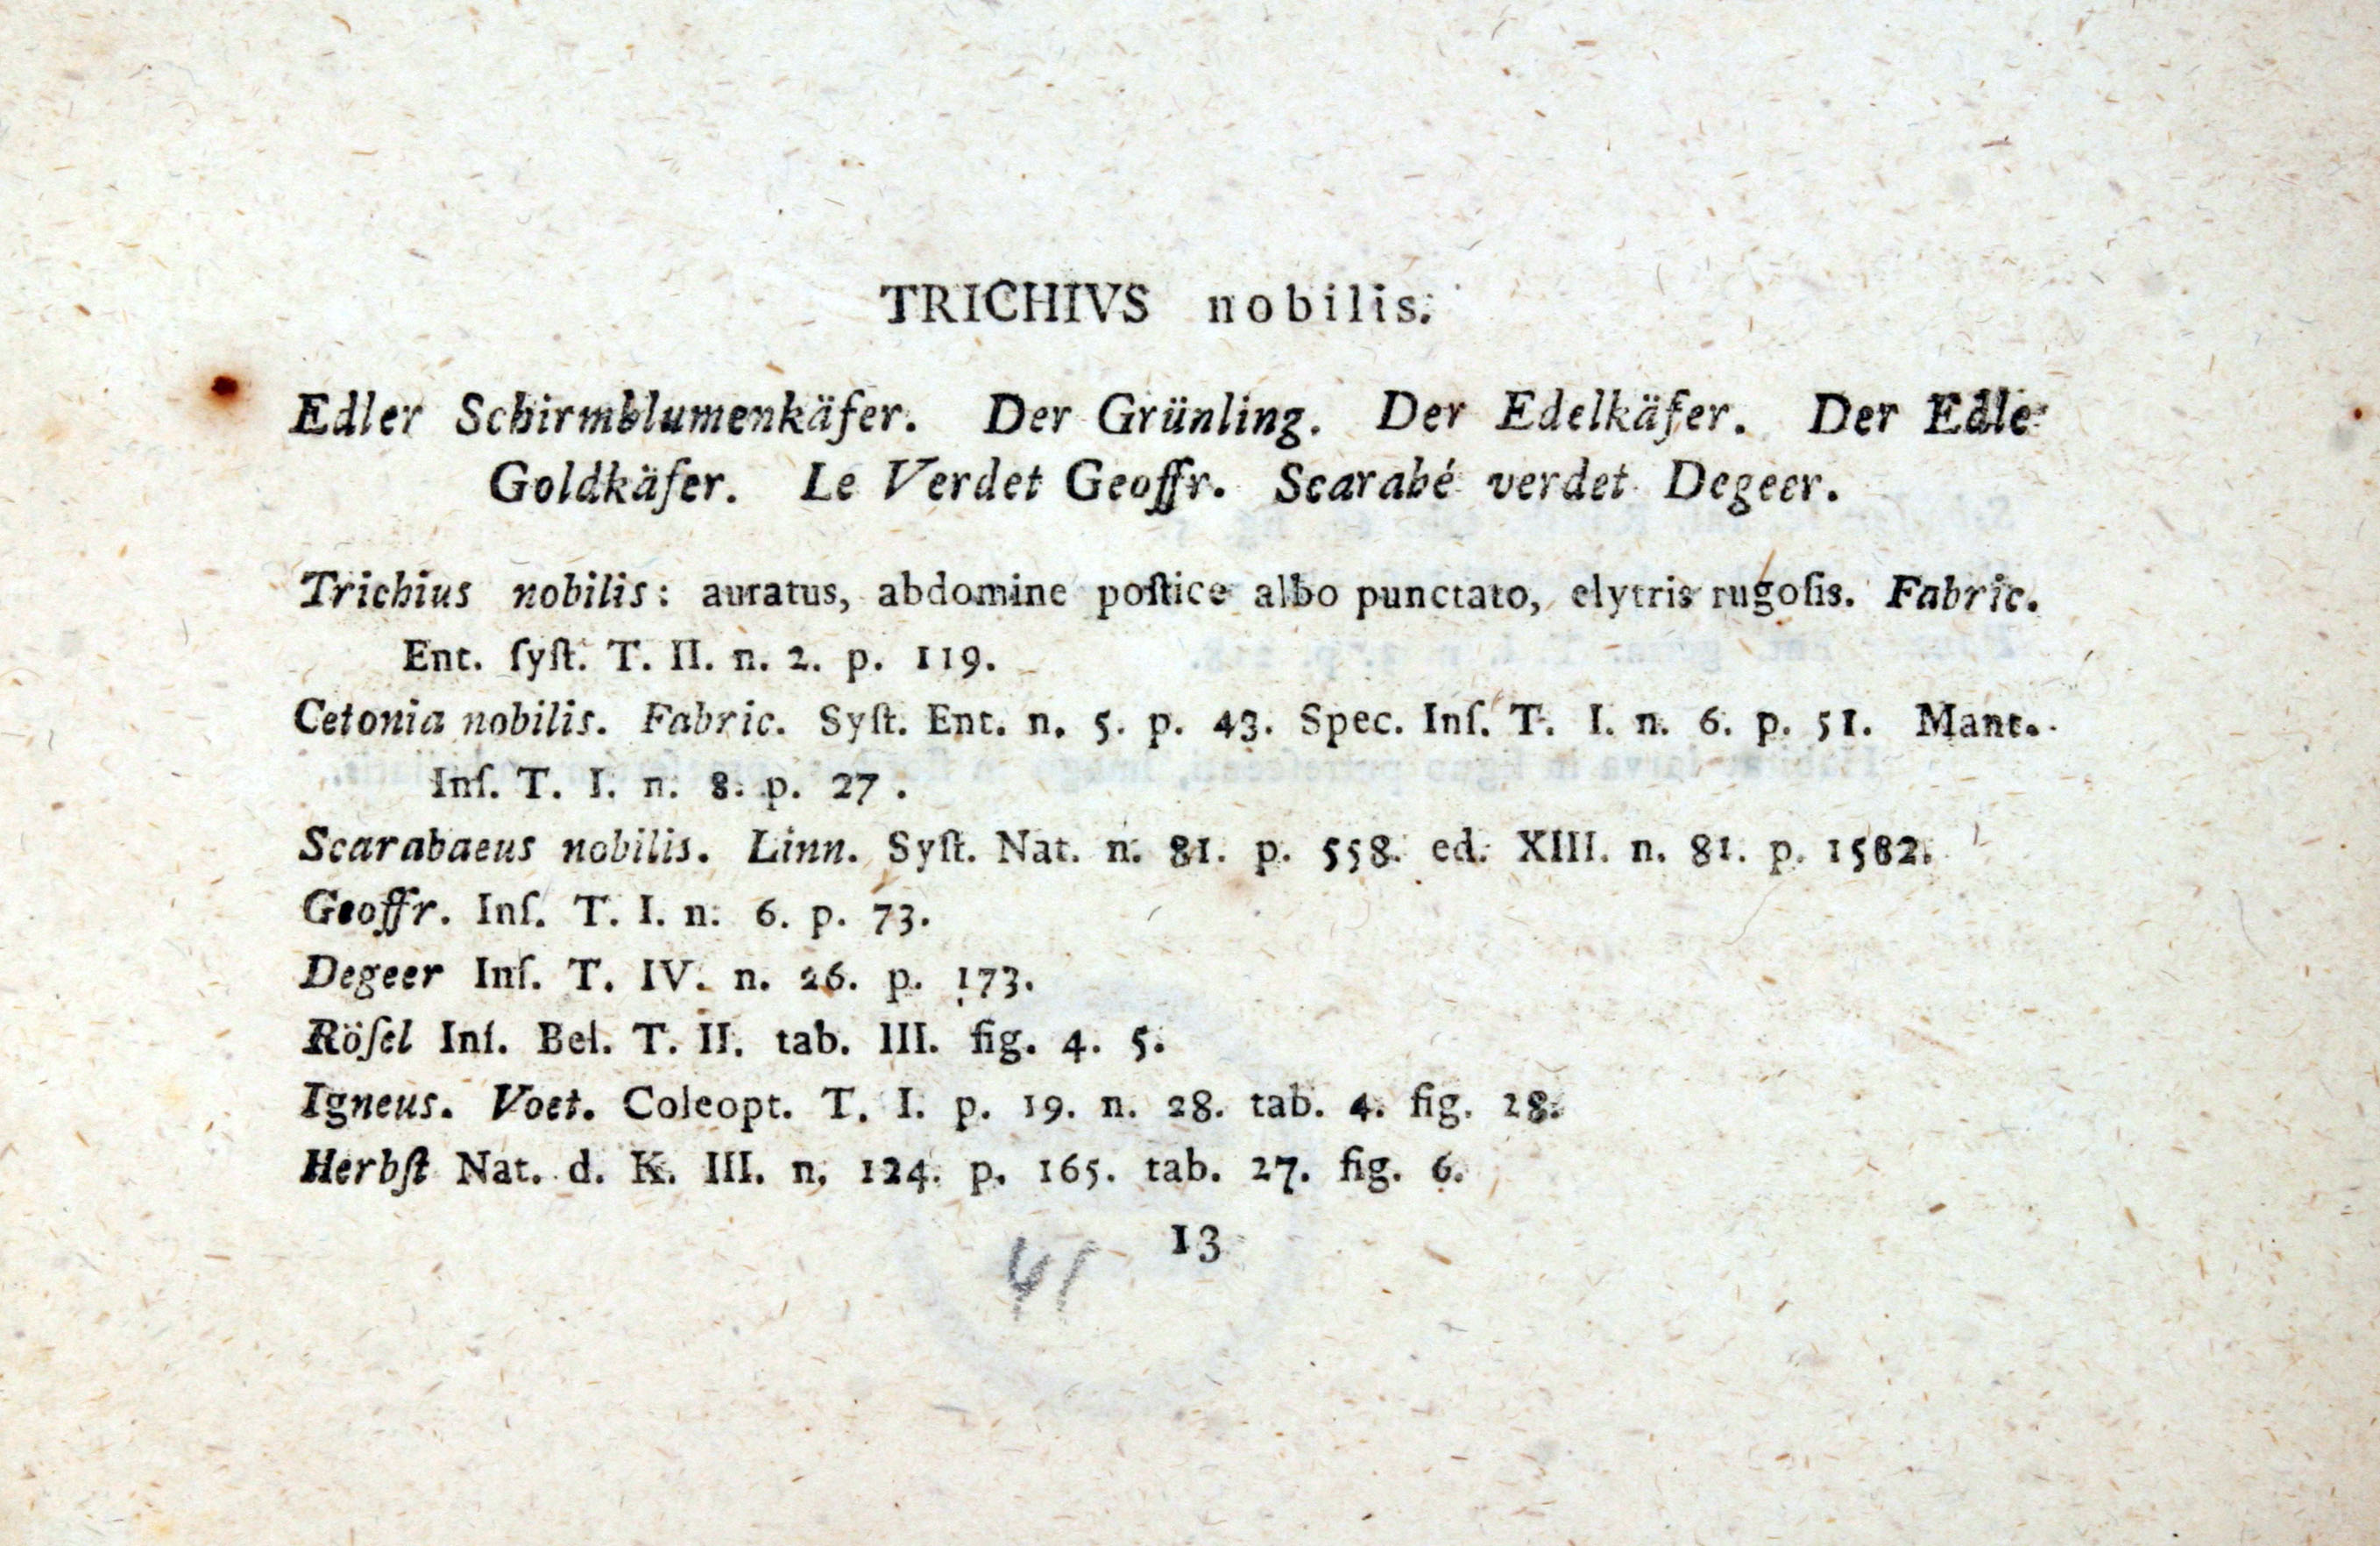 TRICHIVS nobilis.
Edler Schirmblumenkäfer. Der Grünling. Der Edelkäfer. Der Edle
Goldkäfer. Le Verdet Geoffr. Scarabé verdet Degeer.
Trichius nobilis: auratus, abdomine poſtice albo punctato, elytris rugoſis. Fabric.
Ent. ſyſt. T. II. n. 2. p. 119.
Cetonia nobilis. Fabric. Syſt. Ent. n. 5. p. 43. Spec. Inſ. T. I. n. 6. p. 51. Mant.
Inſ. T. I. n. 8. p. 27.
Scarabaeus nobilis. Linn. Syſt. Nat. n. 81. p. 558. ed. XIII. n. 81. p. 1582.
Geoffr. Inſ. T. I. n. 6. p. 73.
Degeer Inſ. T. IV. n. 26. p. 173.
Röſel Inſ. Bel. T. II. tab. III. fig. 4. 5.
Igneus. Voet. Coleopt. T. I. p. 19. n. 28. tab. 4. fig. 28.
Herbſt Nat. d. K. III. n. 124. p. 165. tab. 27. fig. 6.
13
41